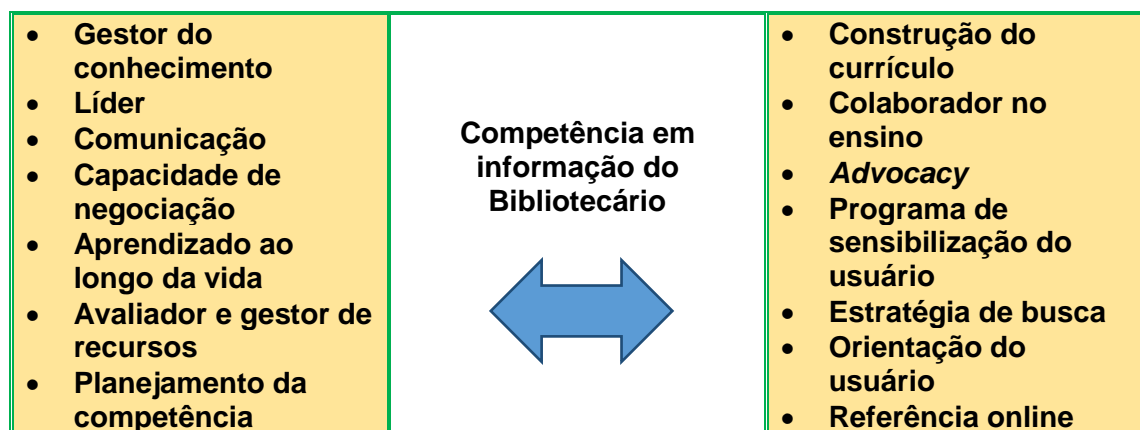 • Gestor do
conhecimento
• Líder
• Comunicação
• Capacidade de
negociação
• Aprendizado ao
longo da vida
• Avaliador e gestor de
recursos
• Planejamento da
competência
Competência em
informação do
Bibliotecário
• Construção do
currículo
• Colaborador no
ensino
• Advocacy
• Programa de
sensibilização do
usuário
• Estratégia de busca
• Orientação do
usuário
• Referência online